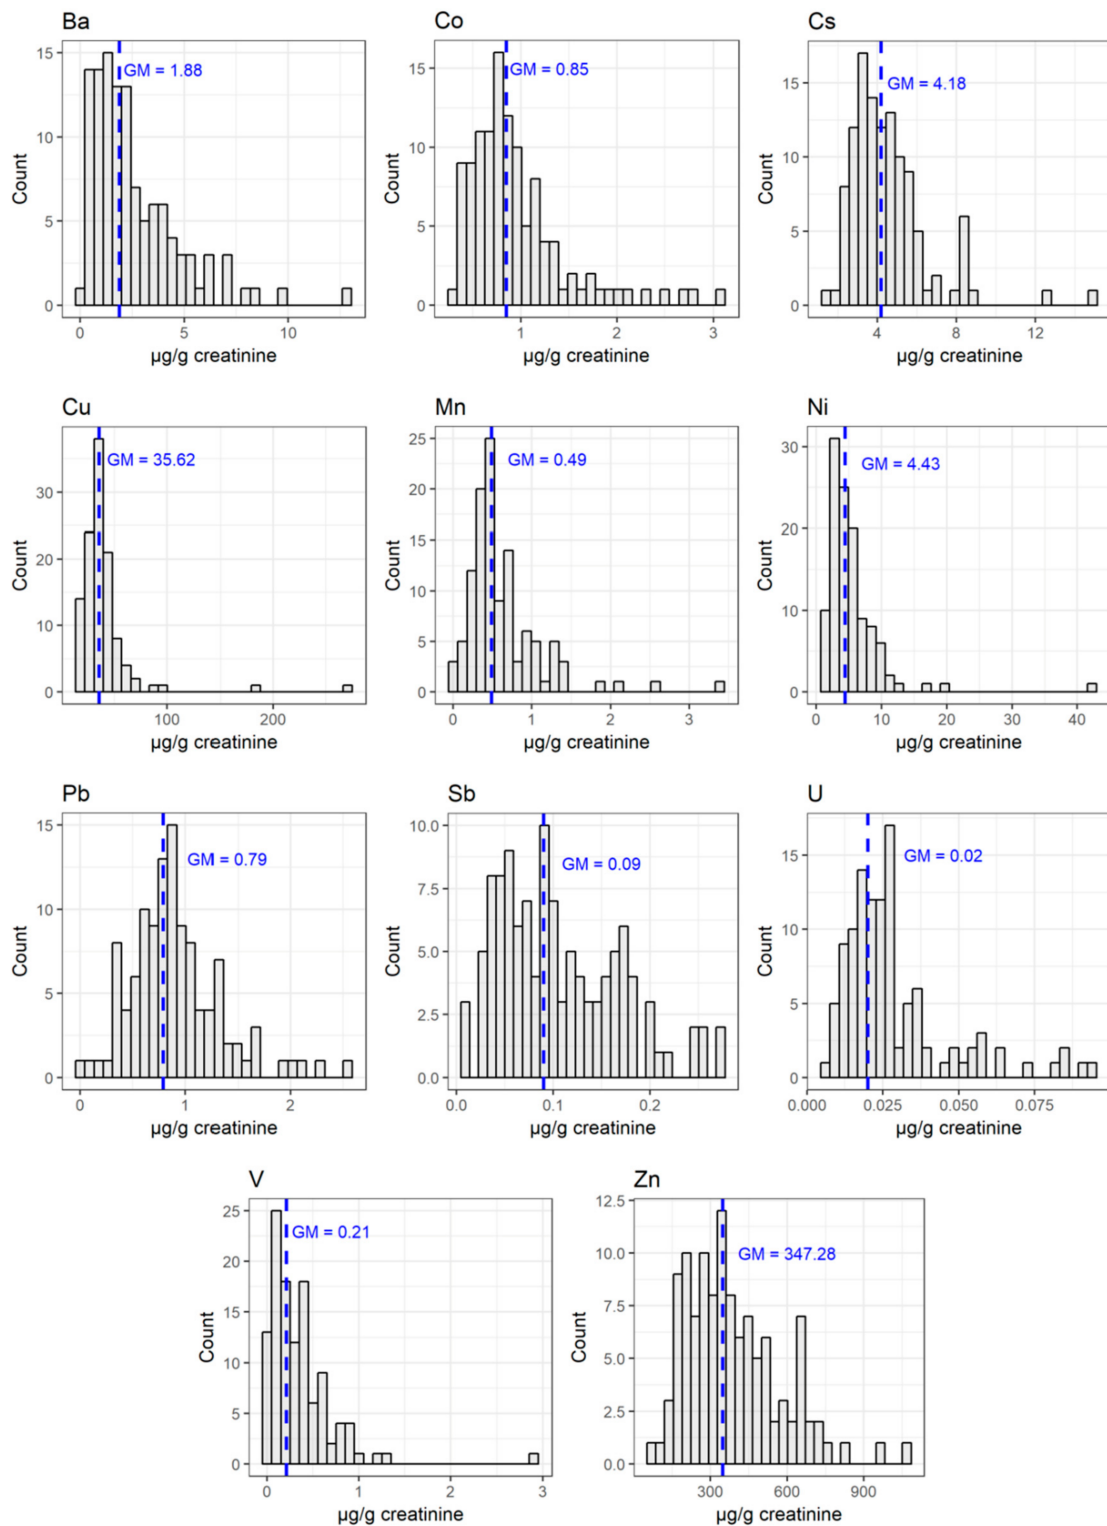 Ba
Co
Cs
15
10
5
0
Count
GM = 1.88
0
5
10
µg/g creatinine
15
10
5
0
Count
GM = 0.85
1
2
3
µg/g creatinine
15
10
5
0
Count
GM = 4.18
4
8
12
µg/g creatinine
Cu
Mn
Ni
30
20
10
0
Count
GM = 35.62
100
200
µg/g creatinine
25
20
15
10
5
0
Count
GM = 0.49
0
1
2
3
µg/g creatinine
30
20
10
0
Count
GM = 4.43
0
10
20
30
40
µg/g creatinine
Pb
Sb
U
15
10
5
0
Count
GM = 0.79
0
1
2
µg/g creatinine
10.0
7.5
5.0
2.5
0.0
Count
GM = 0.09
0.0
0.1
0.2
µg/g creatinine
15
10
5
0
Count
GM = 0.02
0.000
0.025
0.050
0.075
µg/g creatinine
V
Zn
25
20
15
10
5
0
Count
GM = 0.21
0
1
2
3
µg/g creatinine
12.5
10.0
7.5
5.0
2.5
0.0
Count
GM = 347.28
300
600
900
µg/g creatinine